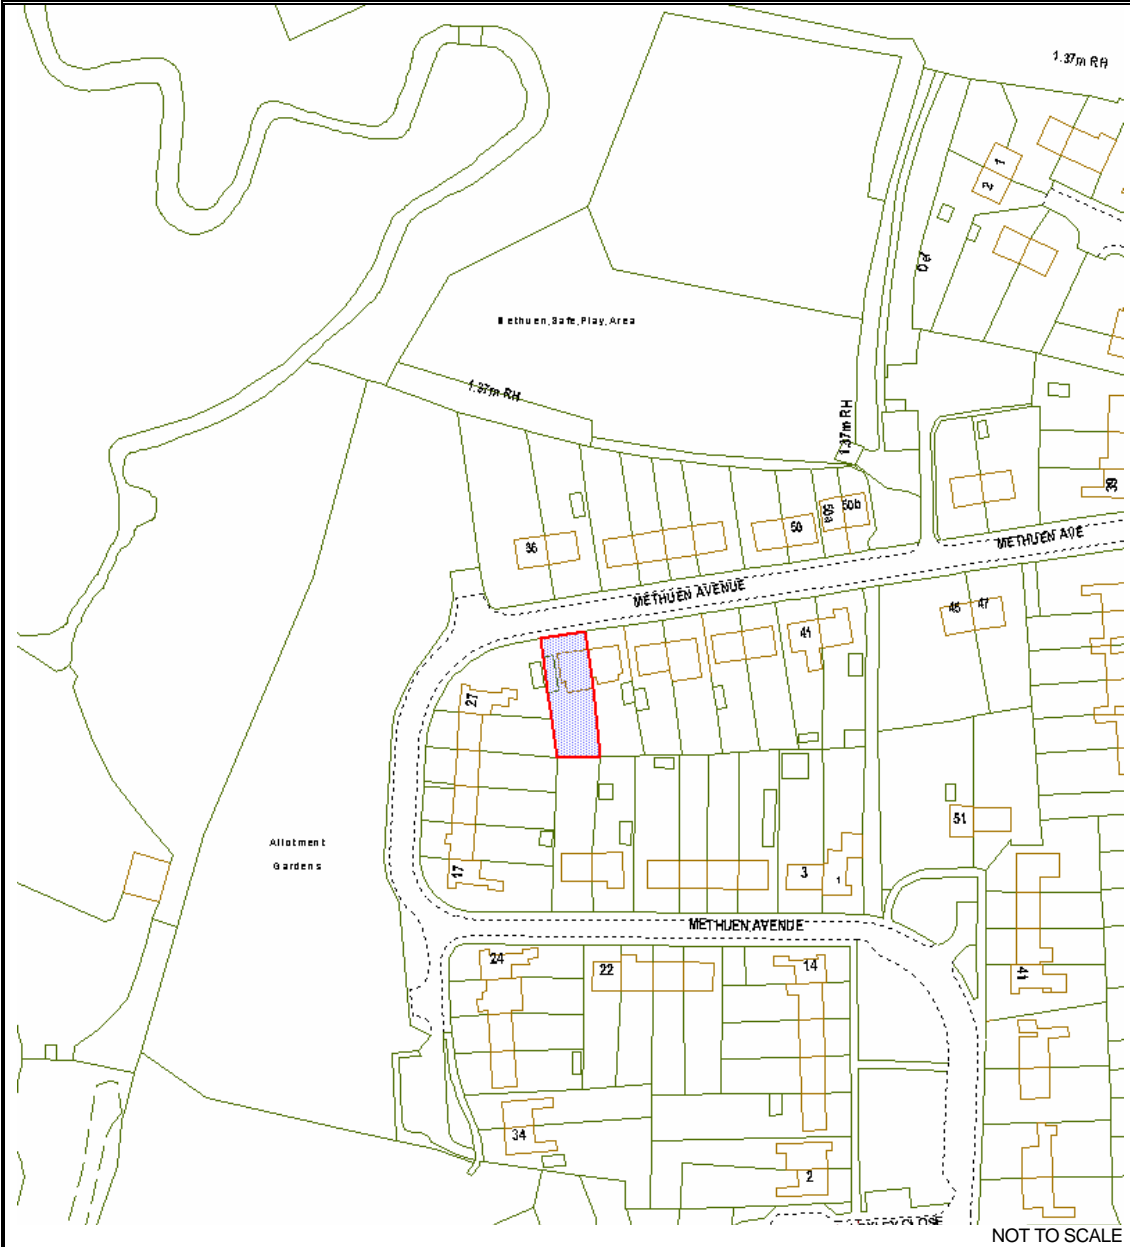 1.37m RH
1
2
Def
Methuen Safe Play Area
1.37m RH
1.37m RH
39
36
50
50a
50b
METHUEN AVE
METHUEN AVENUE
45
47
41
27
Allotment
Gardens
17
3
1
51
METHUEN AVENUE
24
22
14
41
34
2
CLOSE
NOT TO SCALE